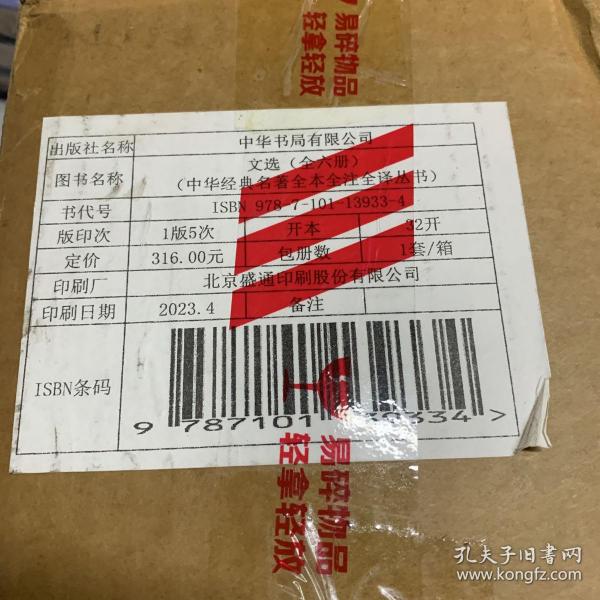 易碎物品
轻拿轻放
出版社名称 中华书局有限公司
图书名称 文选（全六册）
（中华经典名著全本全注全译丛书）
书代号 ISBN 978-7-101-13933-4
版印次 1版5次 开本 32开
定价 316.00元 包册数 1套/箱
印刷厂 北京盛通印刷股份有限公司
印刷日期 2023.4 备注
ISBN条码
9 787101 139334 >
易碎物品
轻拿轻放
孔夫子旧书网
www.kongfz.com